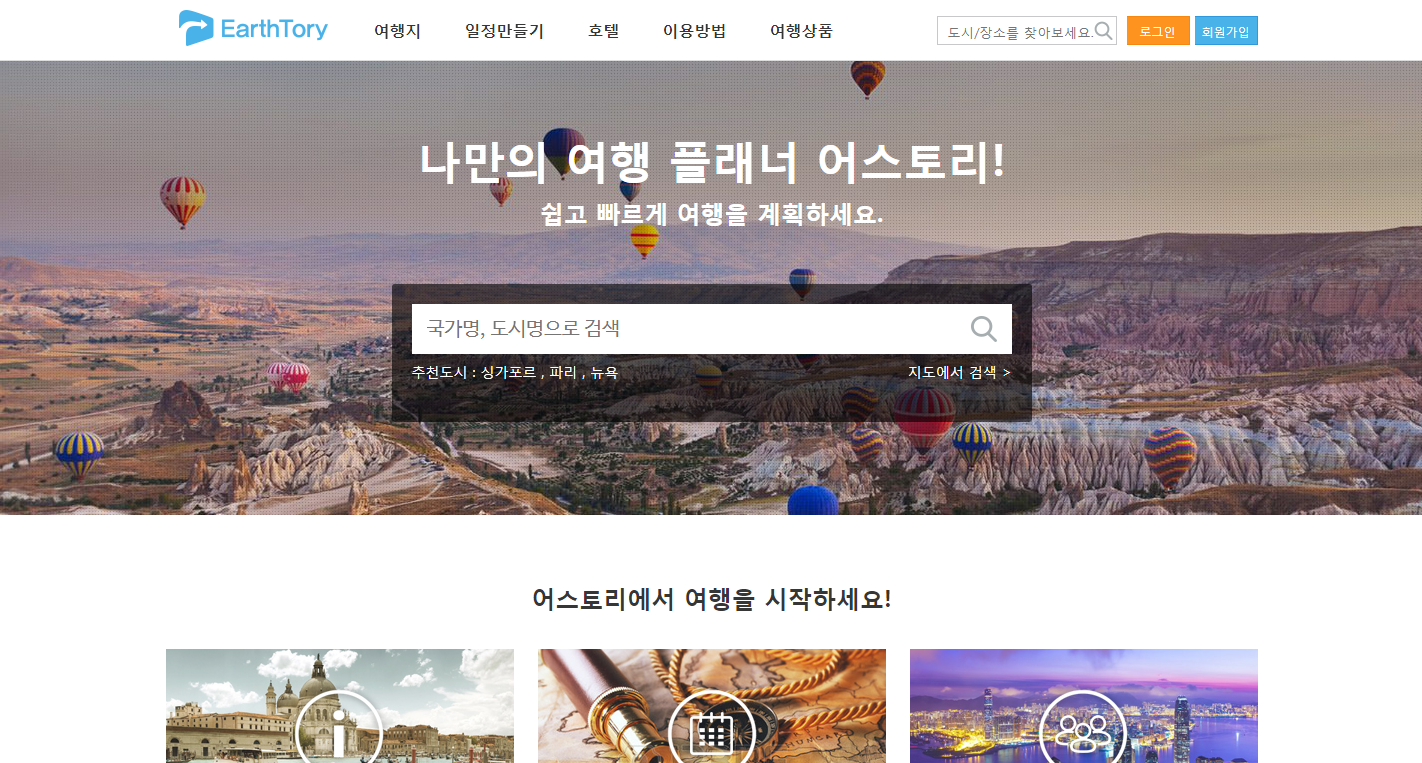 EarthTory
여행지 일정만들기 호텔 이용방법 여행상품
도시/장소를 찾아보세요.
로그인 회원가입
나만의 여행 플래너 어스토리!
쉽고 빠르게 여행을 계획하세요.
국가명, 도시명으로 검색
추천도시 : 싱가포르 , 파리 , 뉴욕
지도에서 검색 >
어스토리에서 여행을 시작하세요!